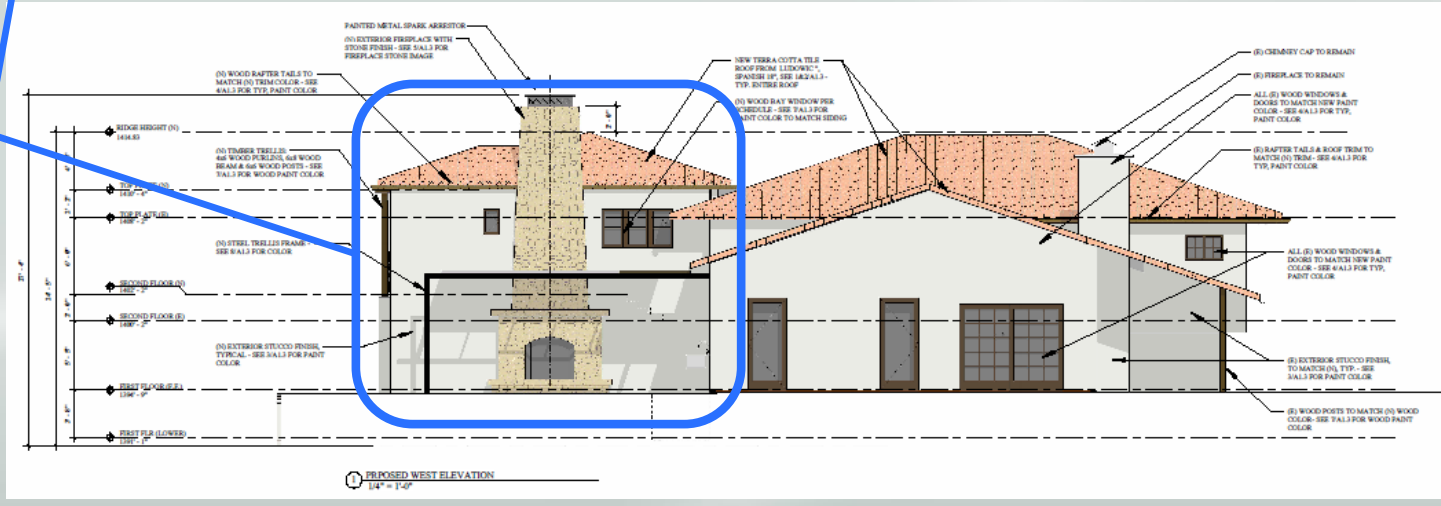 PAINTED METAL SPARK ARRESTOR
(N) EXTERIOR FIREPLACE WITH
STONE FINISH - SEE 5/A1.3 FOR
FIREPLACE STONE IMAGE
(N) WOOD RAFTER TAILS TO
MATCH (N) TRIM COLOR - SEE
4/A1.3 FOR TYP, PAINT COLOR
NEW TERRA COTTA TILE
ROOF FROM LUDOWIC ",
SPANISH 18", SEE 1&2/A1.3 -
TYP. ENTIRE ROOF
(N) WOOD BAY WINDOW PER
SCHEDULE - SEE 7/A1.3 FOR
PAINT COLOR TO MATCH SIDING
(E) CHIMNEY CAP TO REMAIN
(E) FIREPLACE TO REMAIN
ALL (E) WOOD WINDOWS &
DOORS TO MATCH NEW PAINT
COLOR - SEE 4/A1.3 FOR TYP,
PAINT COLOR
(E) RAFTER TAILS & ROOF TRIM TO
MATCH (N) TRIM - SEE 4/A1.3 FOR
TYP, PAINT COLOR
RIDGE HEIGHT (N)
(N) TIMBER TRELLIS:
4x6 WOOD PURLINS, 6x8 WOOD
BEAM & 6x6 WOOD POSTS - SEE
7/A1.3 FOR WOOD PAINT COLOR
TOP PLATE (N)
TOP PLATE (E)
(N) STEEL TRELLIS FRAME -
SEE 8/A1.3 FOR COLOR
ALL (E) WOOD WINDOWS &
DOORS TO MATCH NEW PAINT
COLOR - SEE 4/A1.3 FOR TYP,
PAINT COLOR
SECOND FLOOR (N)
SECOND FLOOR (E)
(N) EXTERIOR STUCCO FINISH,
TYPICAL - SEE 3/A1.3 FOR PAINT
COLOR
(E) EXTERIOR STUCCO FINISH,
TO MATCH (N), TYP. - SEE
3/A1.3 FOR PAINT COLOR
FIRST FLOOR (F.F.)
(E) WOOD POSTS TO MATCH (N) WOOD
COLOR- SEE 7/A1.3 FOR WOOD PAINT
COLOR
FIRST FLR (LOWER)
1 PRPOSED WEST ELEVATION
1/4" = 1'-0"